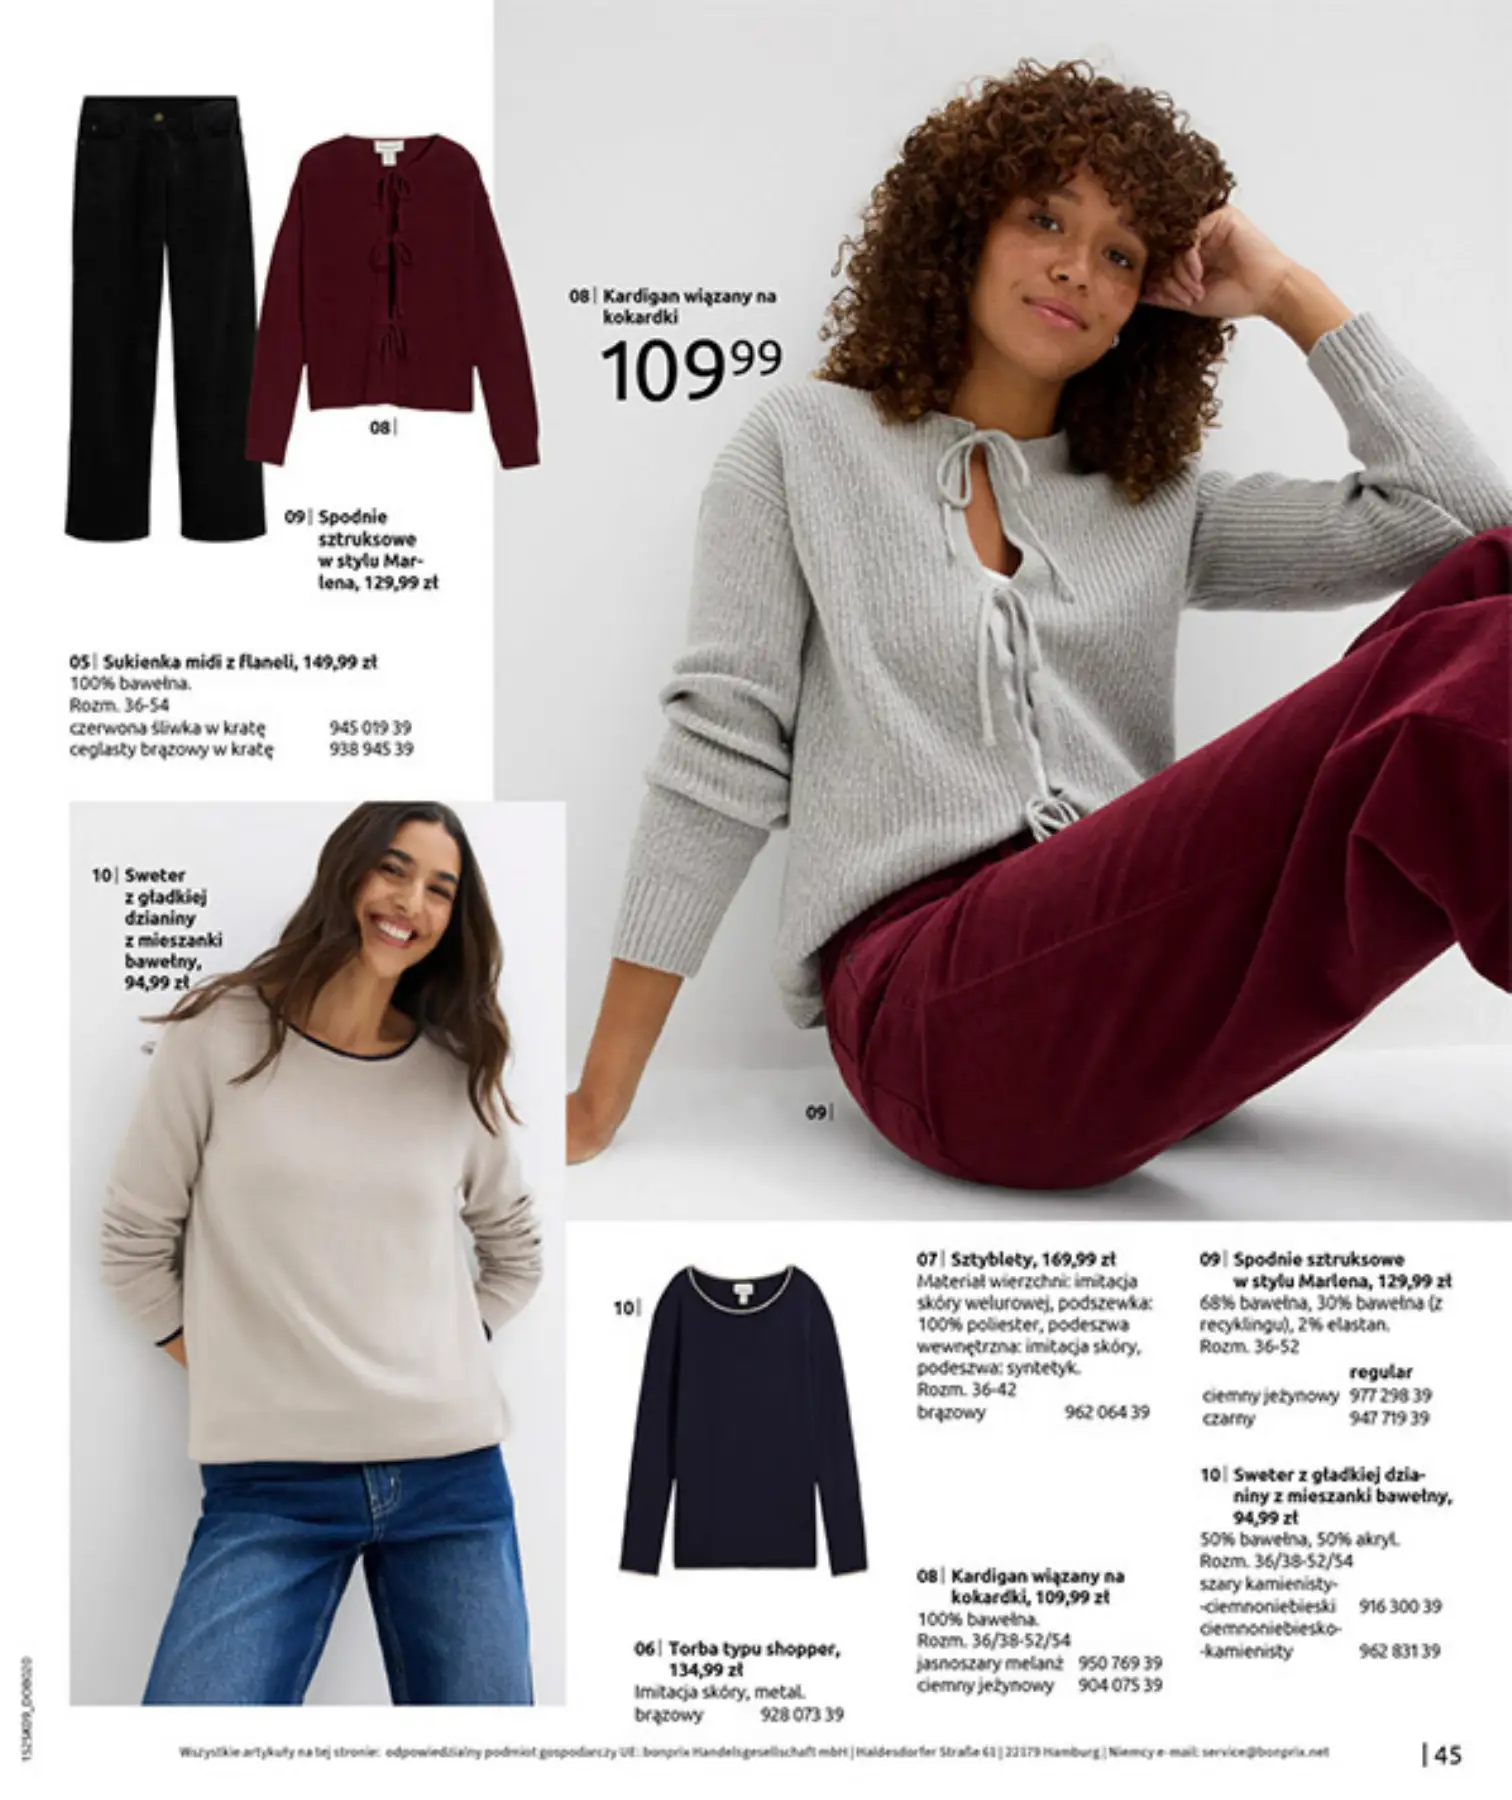 08| Kardigan wiązany na
kokardki
109⁹⁹
08|
09| Spodnie
sztruksowe
w stylu Mar-
lena, 129,99 zł
05| Sukienka midi z flaneli, 149,99 zł
100% bawełna.
Rozm. 36-54
czerwona śliwka w kratę 945 019 39
ceglasty brązowy w kratę 938 945 39
10| Sweter
z gładkiej
dzianiny
z mieszanki
bawełny,
94,99 zł
09|
10|
06| Torba typu shopper,
134,99 zł
Imitacja skóry, metal.
brązowy 928 073 39
07| Sztyblety, 169,99 zł
Materiał wierzchni: imitacja
skóry welurowej, podszewka:
100% poliester, podeszwa
wewnętrzna: imitacja skóry,
podeszwa: syntetyk.
Rozm. 36-42
brązowy 962 064 39
08| Kardigan wiązany na
kokardki, 109,99 zł
100% bawełna.
Rozm. 36/38-52/54
jasnoszary melanż 950 769 39
ciemny jeżynowy 904 075 39
09| Spodnie sztruksowe
w stylu Marlena, 129,99 zł
68% bawełna, 30% bawełna (z
recyklingu), 2% elastan.
Rozm. 36-52
regular
ciemny jeżynowy 977 298 39
czarny 947 719 39
10| Sweter z gładkiej dzia-
niny z mieszanki bawełny,
94,99 zł
50% bawełna, 50% akryl.
Rozm. 36/38-52/54
szary kamienisty-
-ciemnoniebieski 916 300 39
ciemnoniebiesko-
-kamienisty 962 831 39
1525K09_DOB020
Wszystkie artykuły na tej stronie: odpowiedzialny podmiot gospodarczy UE: bonprix Handelsgesellschaft mbH | Haldesdorfer Straße 61 | 22179 Hamburg | Niemcy e-mail: service@bonprix.net
| 45